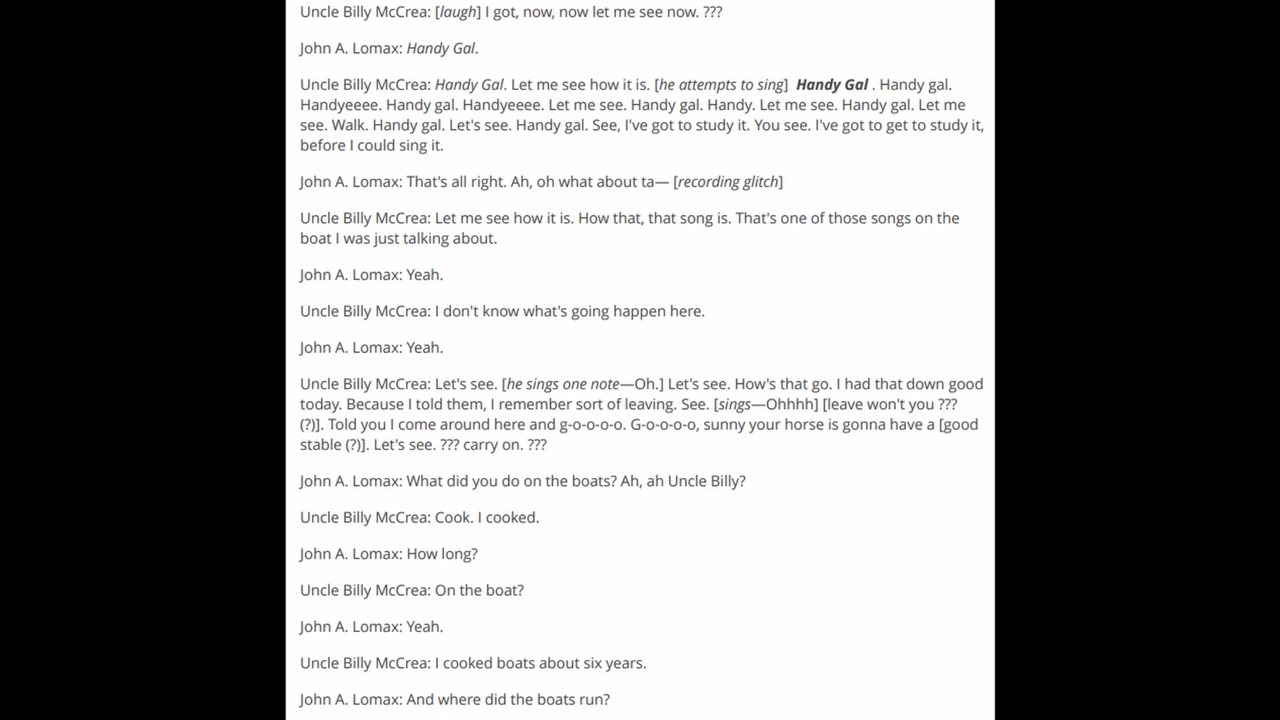 Uncle Billy McCrea: [laugh] I got, now, now let me see now. ???
John A. Lomax: Handy Gal.
Uncle Billy McCrea: Handy Gal. Let me see how it is. [he attempts to sing] Handy Gal . Handy gal.
Handyeeee. Handy gal. Handyeeee. Let me see. Handy gal. Handy. Let me see. Handy gal. Let me
see. Walk. Handy gal. Let's see. Handy gal. See, I've got to study it. You see. I've got to get to study it,
before I could sing it.
John A. Lomax: That's all right. Ah, oh what about ta— [recording glitch]
Uncle Billy McCrea: Let me see how it is. How that, that song is. That's one of those songs on the
boat I was just talking about.
John A. Lomax: Yeah.
Uncle Billy McCrea: I don't know what's going happen here.
John A. Lomax: Yeah.
Uncle Billy McCrea: Let's see. [he sings one note—Oh.] Let's see. How's that go. I had that down good
today. Because I told them, I remember sort of leaving. See. [sings—Ohhhh] [leave won't you ???
(?)]. Told you I come around here and g-o-o-o-o. G-o-o-o-o, sunny your horse is gonna have a [good
stable (?)]. Let's see. ??? carry on. ???
John A. Lomax: What did you do on the boats? Ah, ah Uncle Billy?
Uncle Billy McCrea: Cook. I cooked.
John A. Lomax: How long?
Uncle Billy McCrea: On the boat?
John A. Lomax: Yeah.
Uncle Billy McCrea: I cooked boats about six years.
John A. Lomax: And where did the boats run?